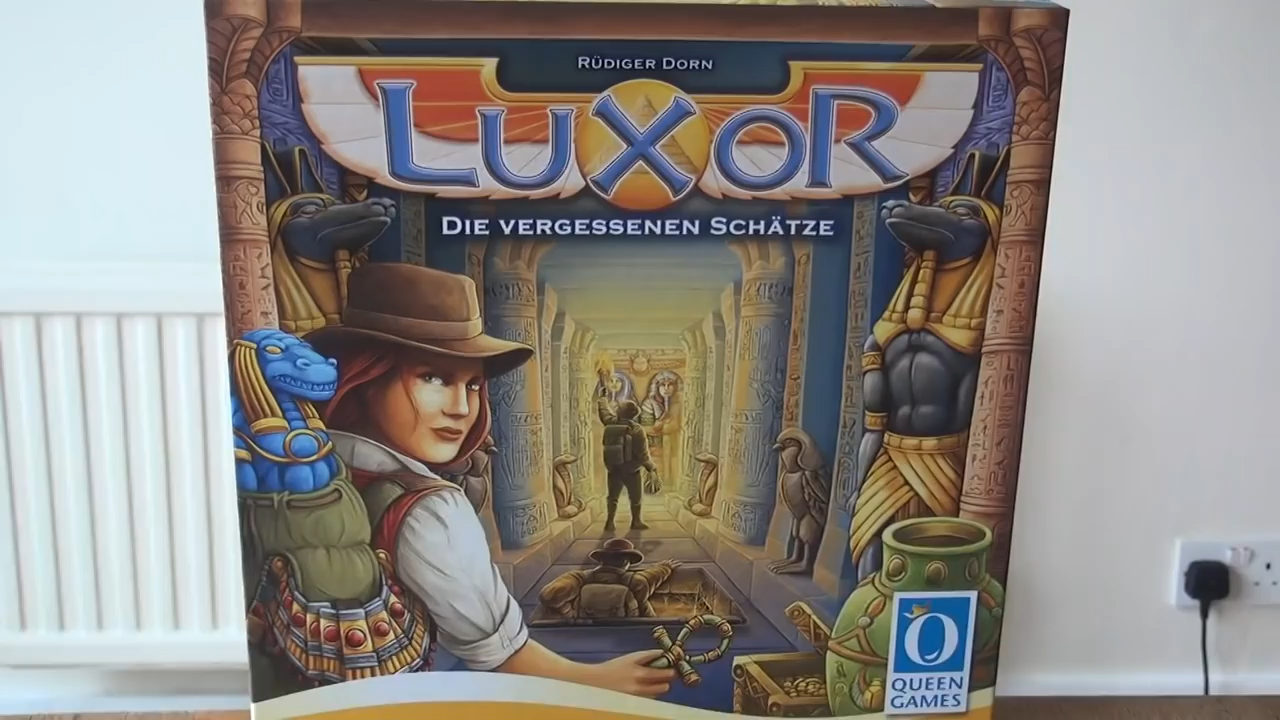 RÜDIGER DORN
LUXOR
DIE VERGESSENEN SCHÄTZE
QUEEN
GAMES